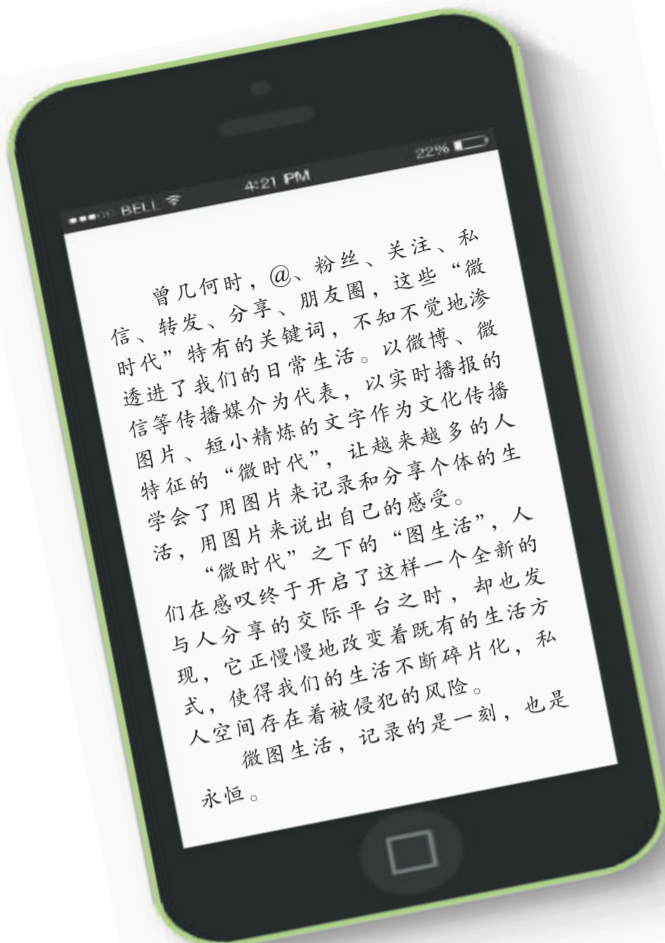 BELL 4:21 PM 22%
曾几何时，@、粉丝、关注、私
信、转发、分享、朋友圈，这些“微
时代”特有的关键词，不知不觉地渗
透进了我们的日常生活。以微博、微
信等传播媒介为代表，以实时播报的
图片、短小精炼的文字作为文化传播
特征的“微时代”，让越来越多的人
学会了用图片来记录和分享个体的生
活，用图片来说出自己的感受。
“微时代”之下的“图生活”，人
们在感叹终于开启了这样一个全新的
与人分享的交际平台之时，却也发
现，它正慢慢地改变着既有的生活方
式，使得我们的生活不断碎片化，私
人空间存在着被侵犯的风险。
微图生活，记录的是一刻，也是
永恒。